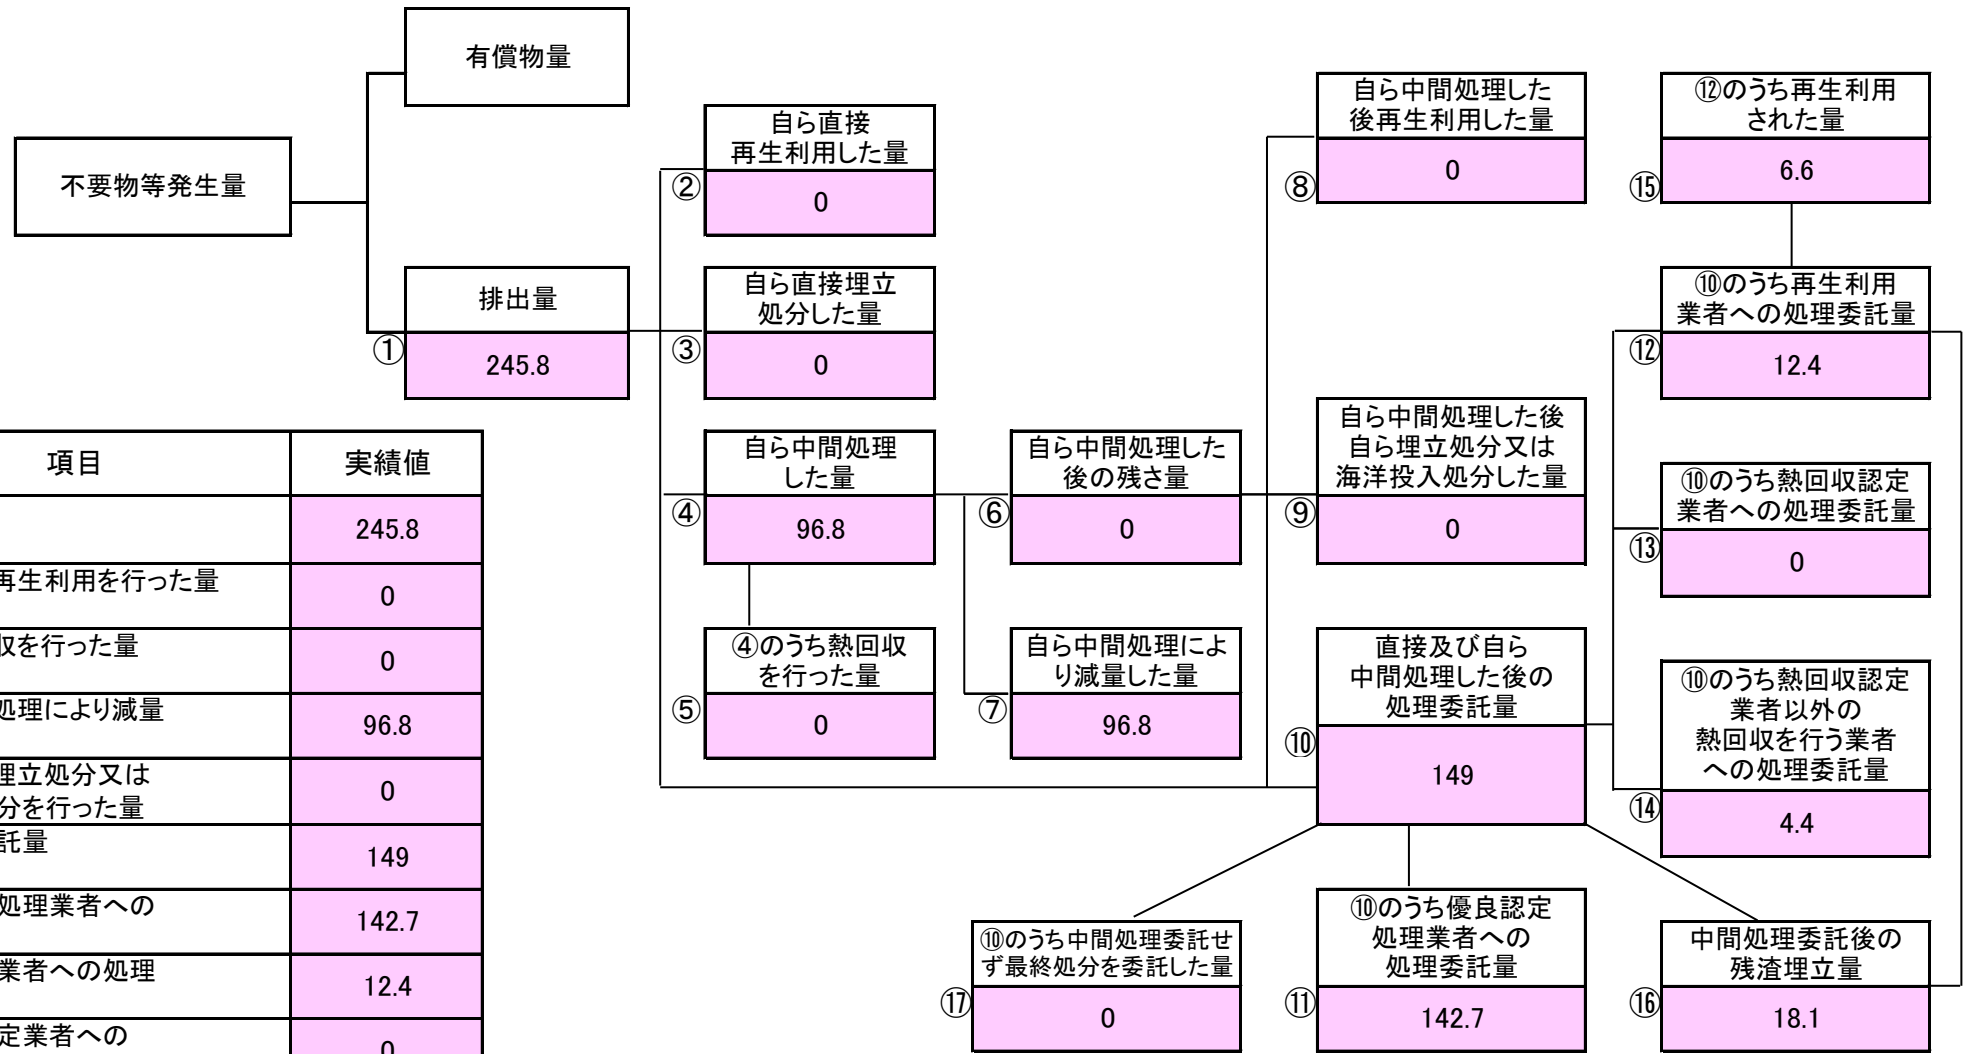 有償物量
不要物等発生量
排出量
①
245.8
自ら直接
再生利用した量
②
0
自ら直接埋立
処分した量
③
0
自ら中間処理
した量
④
96.8
④のうち熱回収
を行った量
⑤
0
自ら中間処理した
後の残さ量
⑥
0
自ら中間処理によ
り減量した量
⑦
96.8
自ら中間処理した
後再生利用した量
⑧
0
自ら中間処理した後
自ら埋立処分又は
海洋投入処分した量
⑨
0
直接及び自ら
中間処理した後の
処理委託量
⑩
149
⑫のうち再生利用
された量
⑮
6.6
⑩のうち再生利用
業者への処理委託量
⑫
12.4
⑩のうち熱回収認定
業者への処理委託量
⑬
0
⑩のうち熱回収認定
業者以外の
熱回収を行う業者
への処理委託量
⑭
4.4
⑩のうち中間処理委託せ
ず最終処分を委託した量
⑰
0
⑩のうち優良認定
処理業者への
処理委託量
⑪
142.7
中間処理委託後の
残渣埋立量
⑯
18.1
項目
実績値
245.8
再生利用を行った量
0
収を行った量
0
処理により減量
96.8
埋立処分又は
分を行った量
0
託量
149
処理業者への
142.7
業者への処理
12.4
定業者への
0